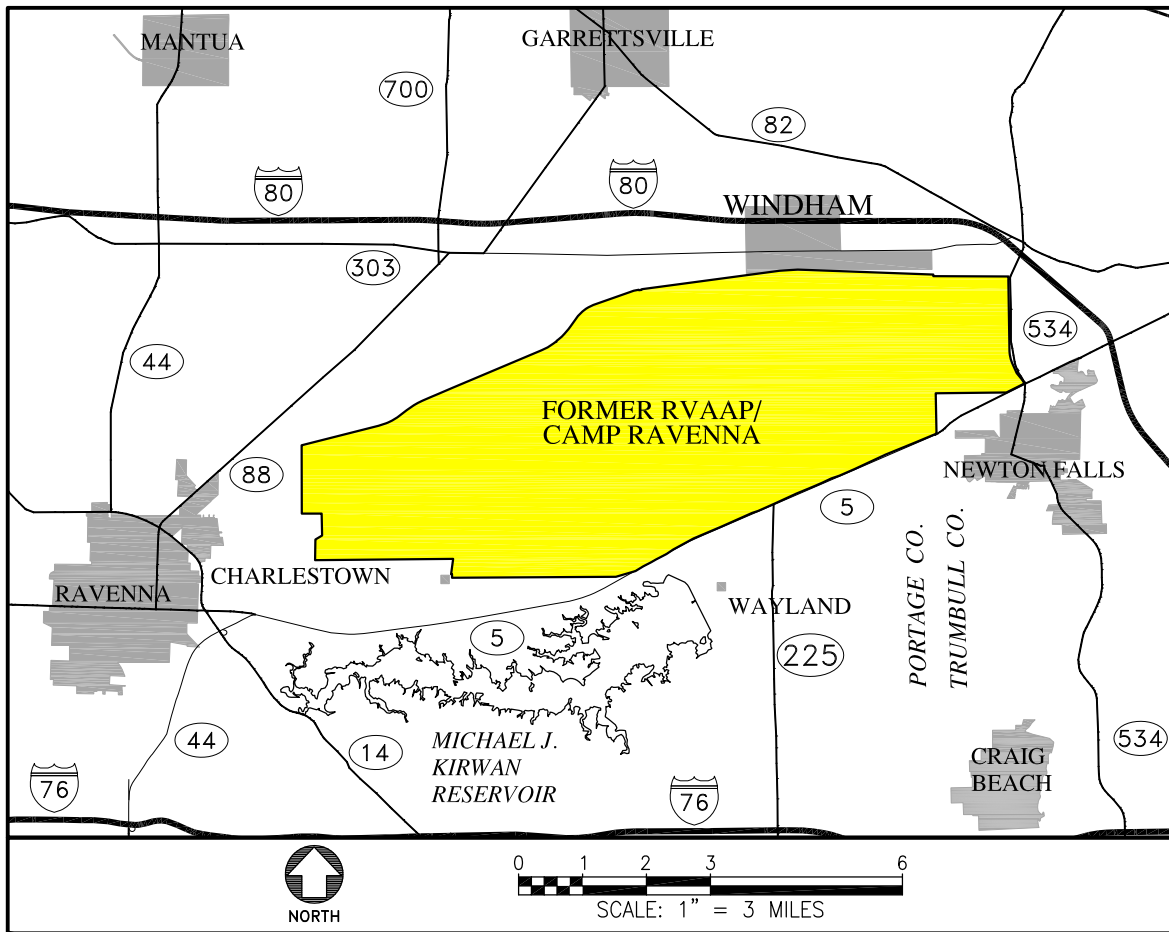 MANTUA
GARRETTSVILLE
700
82
80
80
WINDHAM
303
534
44
FORMER RVAAP/
CAMP RAVENNA
88
NEWTON FALLS
5
CHARLESTOWN
RAVENNA
WAYLAND
PORTAGE CO.
TRUMBULL CO.
5
225
44
14
MICHAEL J.
KIRWAN
RESERVOIR
534
CRAIG
BEACH
76
76
NORTH
0 1 2 3 6
SCALE: 1" = 3 MILES